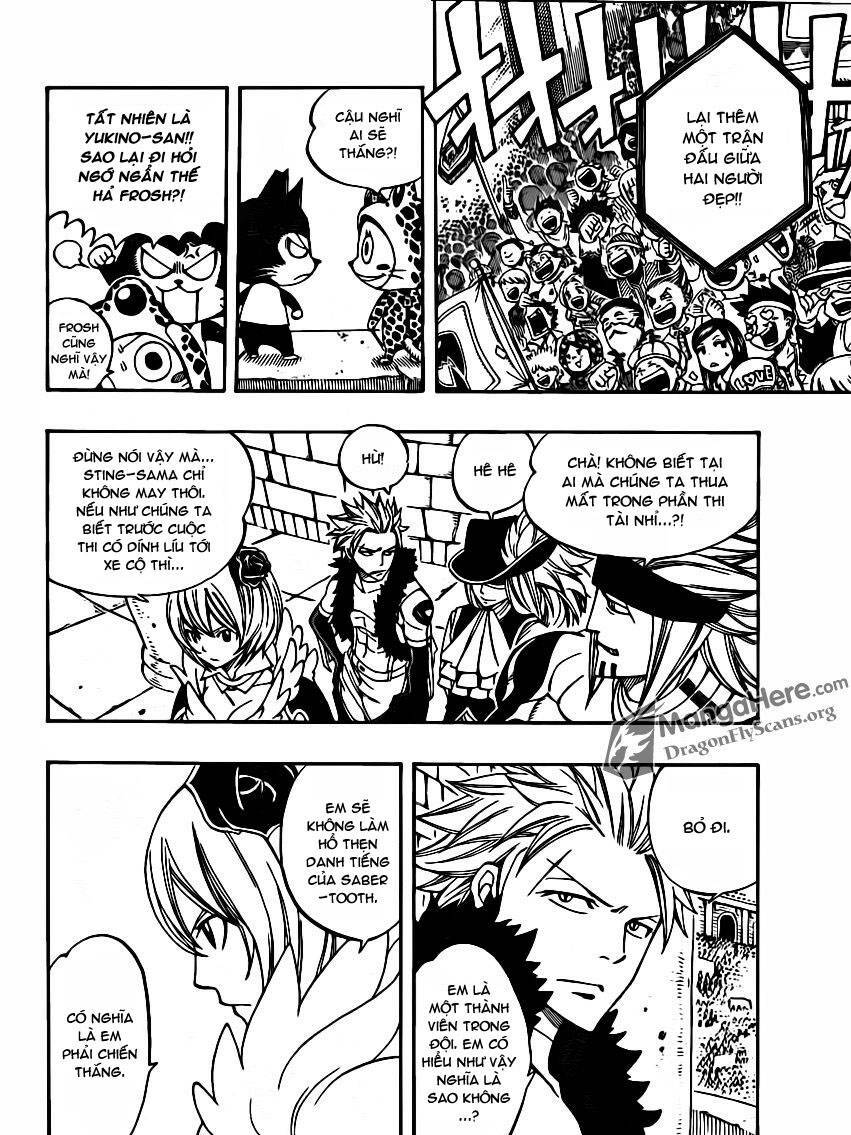 LẠI THÊM
MỘT TRẬN
ĐẤU GIỮA
HAI NGƯỜI
ĐẸP!!
LOVE
CẬU NGHĨ
AI SẼ
THẮNG?!
TẤT NHIÊN LÀ
YUKINO-SAN!!
SAO LẠI ĐI HỎI
NGỚ NGẨN THẾ
HẢ FROSH?!
FROSH
CŨNG
NGHĨ VẬY
MÀ!
CHÀ! KHÔNG BIẾT TẠI
AI MÀ CHÚNG TA THUA
MẤT TRONG PHẦN THI
TÀI NHỈ...?!
HÊ HÊ
HỪ!
ĐỪNG NÓI VẬY MÀ...
STING-SAMA CHỈ
KHÔNG MAY THÔI.
NẾU NHƯ CHÚNG TA
BIẾT TRƯỚC CUỘC
THI CÓ DÍNH LÍU TỚI
XE CỘ THÌ...
MangaHere.com
DragonFlyScans.org
BỎ ĐI.
EM LÀ
MỘT THÀNH
VIÊN TRONG
ĐỘI. EM CÓ
HIỂU NHƯ VẬY
NGHĨA LÀ
SAO KHÔNG
...?
EM SẼ
KHÔNG LÀM
HỔ THẸN
DANH TIẾNG
CỦA SABER
-TOOTH.
CÓ NGHĨA
LÀ EM
PHẢI CHIẾN
THẮNG.